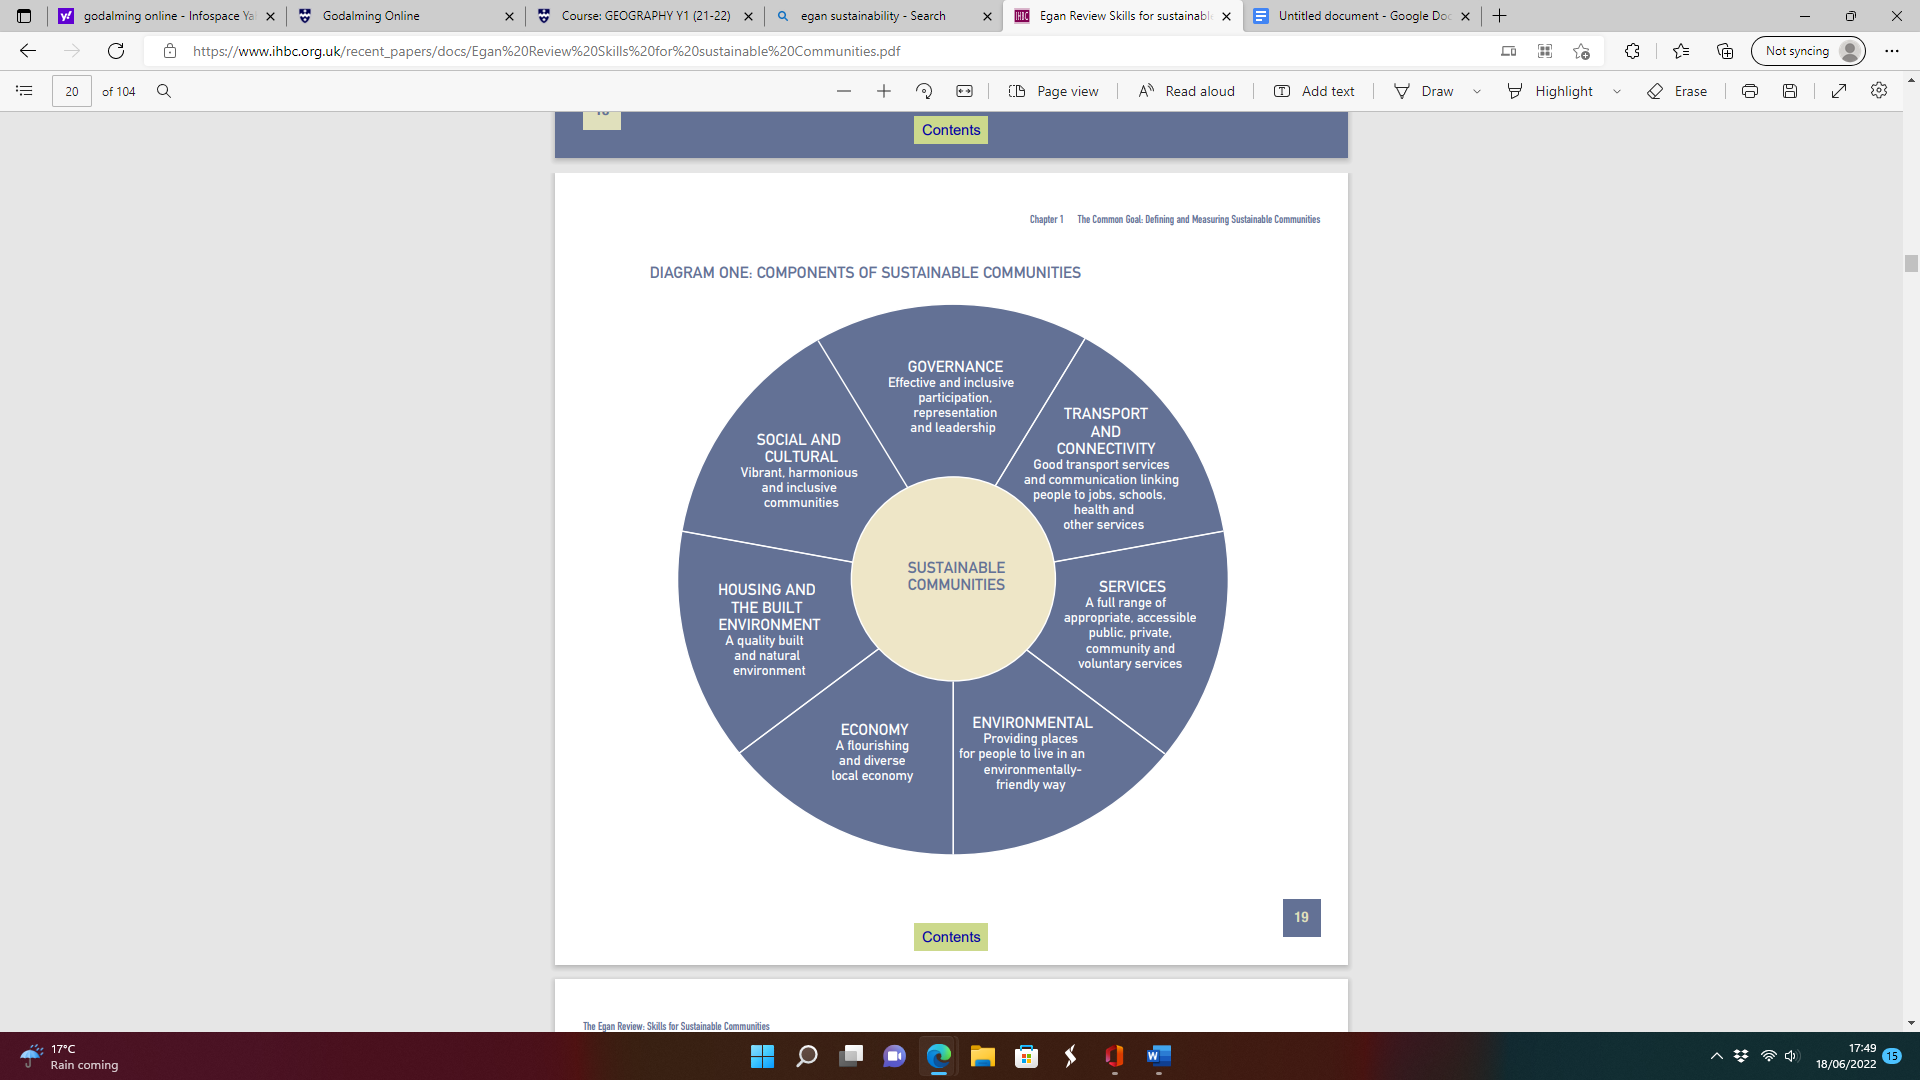 godalming online - Infospace Ya
Godalming Online
Course: GEOGRAPHY Y1 (21-22)
egan sustainability - Search
Egan Review Skills for sustainabl
Untitled document - Google Doc
https://www.ihbc.org.uk/recent_papers/docs/Egan%20Review%20Skills%20for%20sustainable%20Communities.pdf
Not syncing
20 of 104
Page view
Read aloud
Add text
Draw
Highlight
Erase
Contents
Chapter 1 The Common Goal: Defining and Measuring Sustainable Communities
DIAGRAM ONE: COMPONENTS OF SUSTAINABLE COMMUNITIES
GOVERNANCE
Effective and inclusive
participation,
representation
and leadership
TRANSPORT
AND
CONNECTIVITY
Good transport services
and communication linking
people to jobs, schools,
health and
other services
SOCIAL AND
CULTURAL
Vibrant, harmonious
and inclusive
communities
SUSTAINABLE
COMMUNITIES
SERVICES
A full range of
appropriate, accessible
public, private,
community and
voluntary services
HOUSING AND
THE BUILT
ENVIRONMENT
A quality built
and natural
environment
ENVIRONMENTAL
Providing places
for people to live in an
environmentally-
friendly way
ECONOMY
A flourishing
and diverse
local economy
19
Contents
The Egan Review: Skills for Sustainable Communities
17°C
Rain coming
17:49
18/06/2022
15